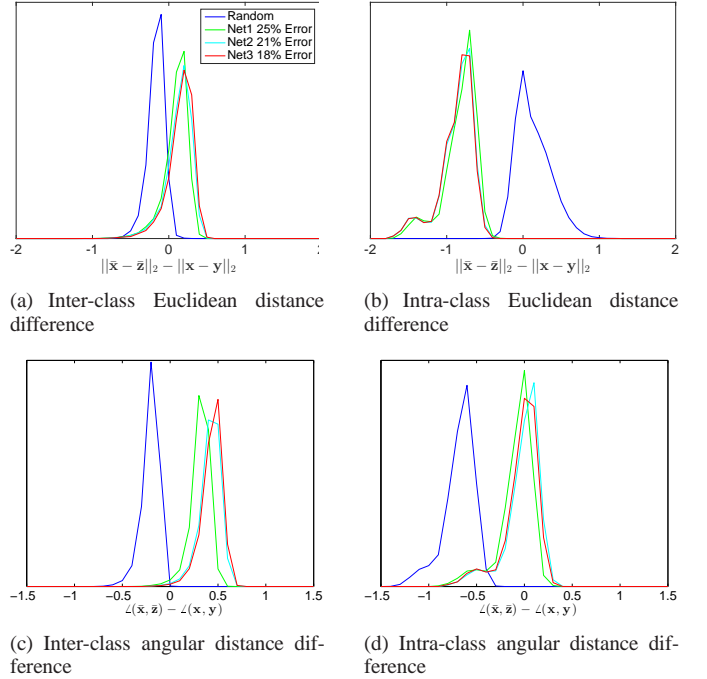 Random
Net1 25% Error
Net2 21% Error
Net3 18% Error
-2 -1 0 1 2
||x̄ − z̄||₂ − ||x − y||₂
(a) Inter-class Euclidean distance
difference
-2 -1 0 1 2
||x̄ − z̄||₂ − ||x − y||₂
(b) Intra-class Euclidean distance
difference
−1.5 −1 −0.5 0 0.5 1 1.5
∠(x̄, z̄) − ∠(x, y)
(c) Inter-class angular distance dif-
ference
−1.5 −1 −0.5 0 0.5 1 1.5
∠(x̄, z̄) − ∠(x, y)
(d) Intra-class angular distance dif-
ference